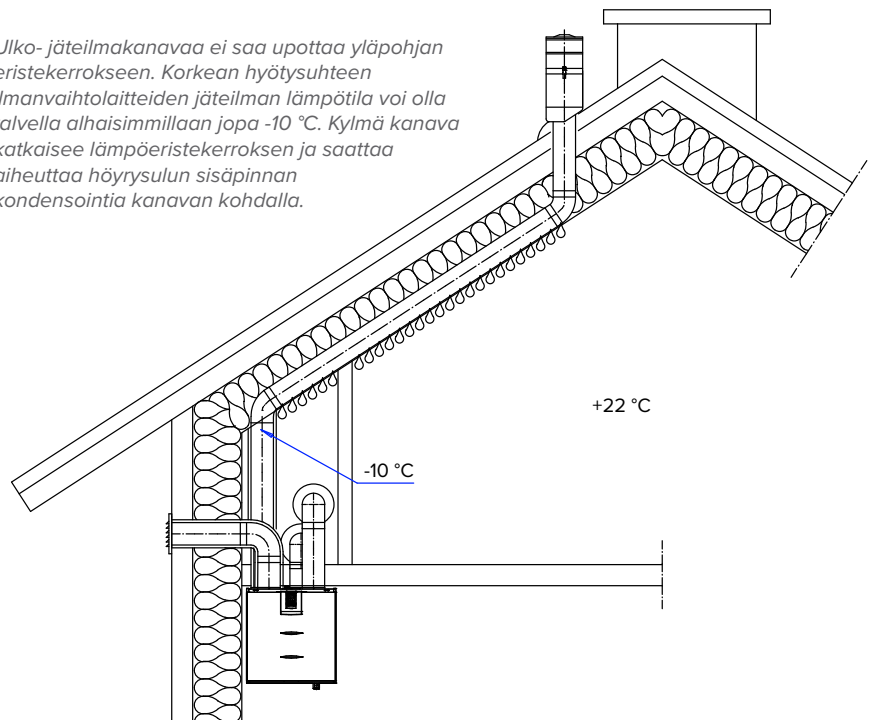 Ulko- jäteilmakanavaa ei saa upottaa yläpohjan
eristekerrokseen. Korkean hyötysuhteen
ilmanvaihtolaitteiden jäteilman lämpötila voi olla
talvella alhaisimmillaan jopa -10 °C. Kylmä kanava
katkaisee lämpöeristekerroksen ja saattaa
aiheuttaa höyrysulun sisäpinnan
kondensointia kanavan kohdalla.
+22 °C
-10 °C